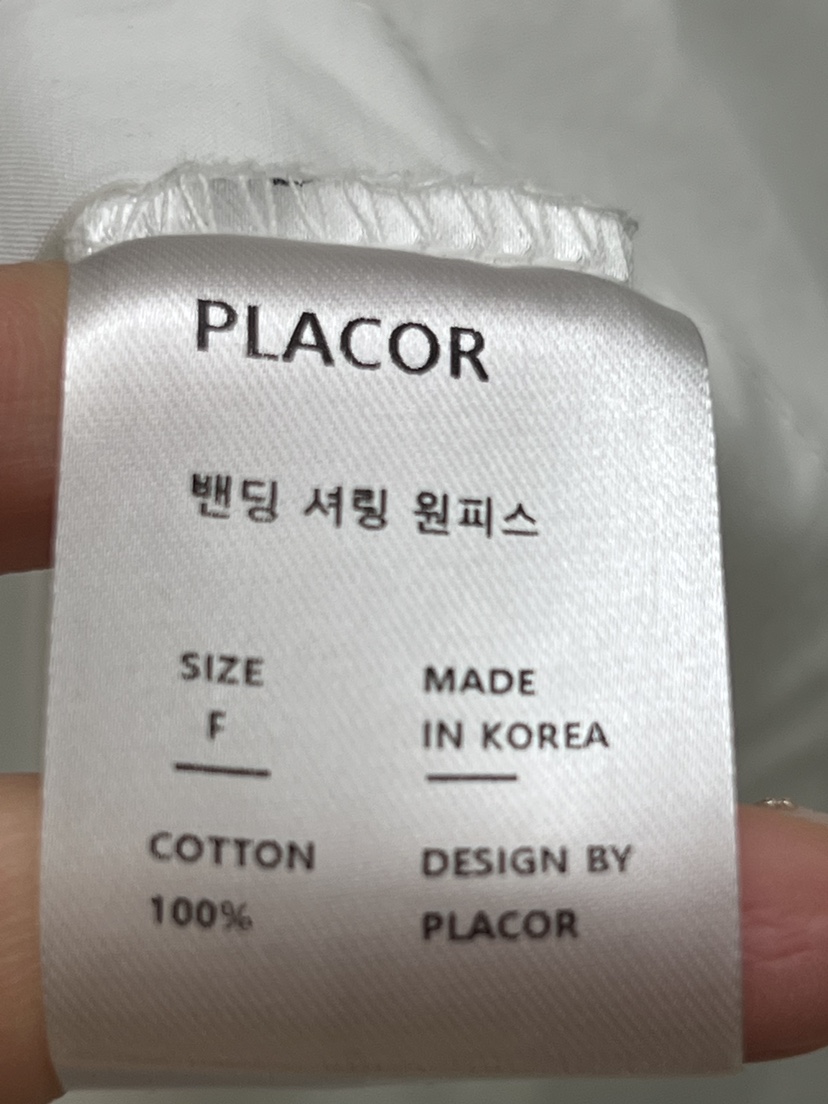 PLACOR
밴딩 셔링 원피스
SIZE
F
MADE
IN KOREA
COTTON
100%
DESIGN BY
PLACOR